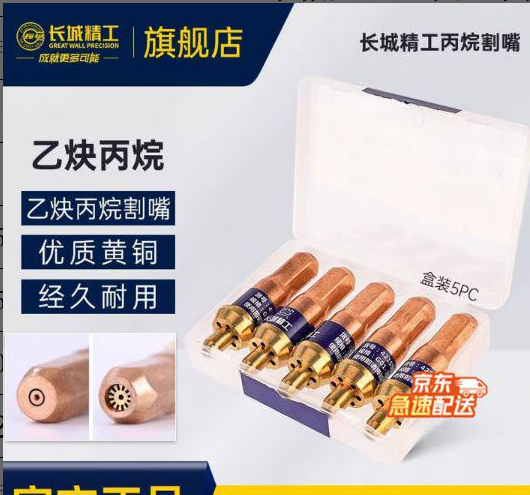 长城精工
GREAT WALL PRECISION
成就更多可能
旗舰店
长城精工丙烷割嘴
乙炔丙烷
乙炔丙烷割嘴
优质黄铜
经久耐用
盒装5PC
京东
急速配送